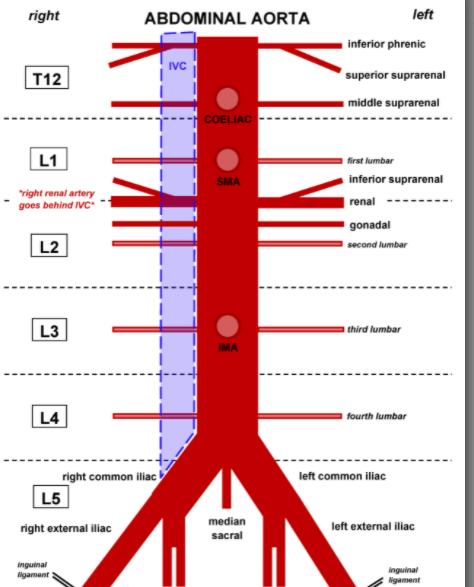 right
ABDOMINAL AORTA
left
inferior phrenic
IVC
T12
superior suprarenal
middle suprarenal
COELIAC
L1
first lumbar
SMA
inferior suprarenal
*right renal artery
goes behind IVC*
renal
gonadal
L2
second lumbar
L3
third lumbar
IMA
L4
fourth lumbar
right common iliac
left common iliac
L5
median
sacral
right external iliac
left external iliac
inguinal
ligament
inguinal
ligament